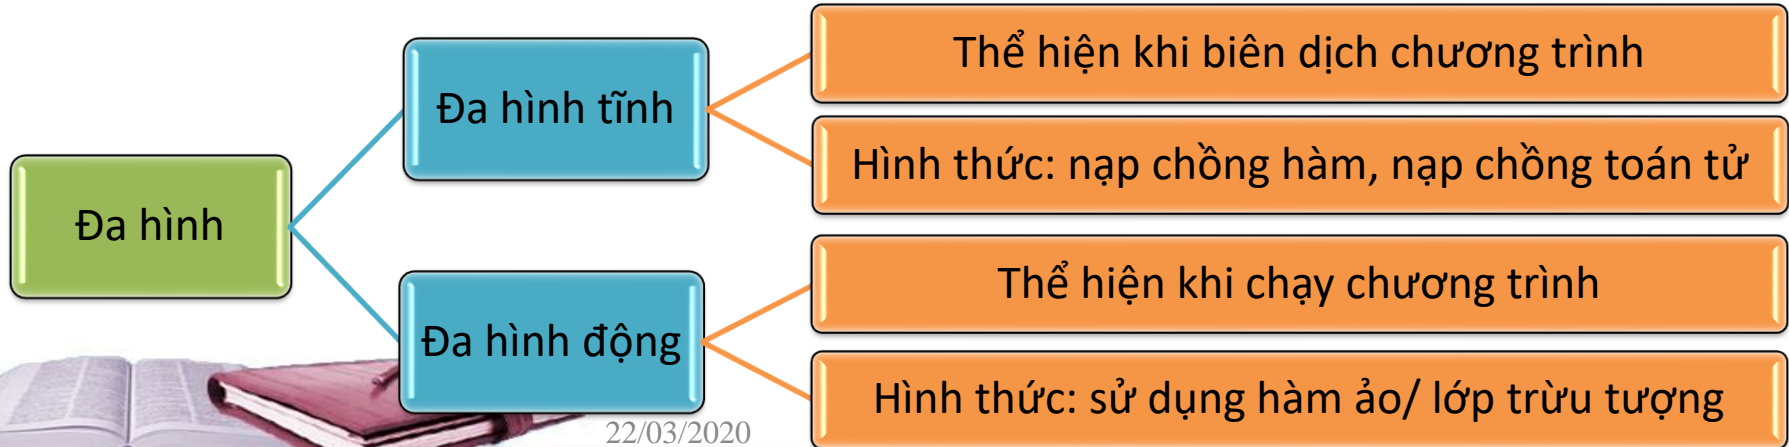 Đa hình
Đa hình tĩnh
Thể hiện khi biên dịch chương trình
Hình thức: nạp chồng hàm, nạp chồng toán tử
Đa hình động
Thể hiện khi chạy chương trình
Hình thức: sử dụng hàm ảo/ lớp trừu tượng
22/03/2020